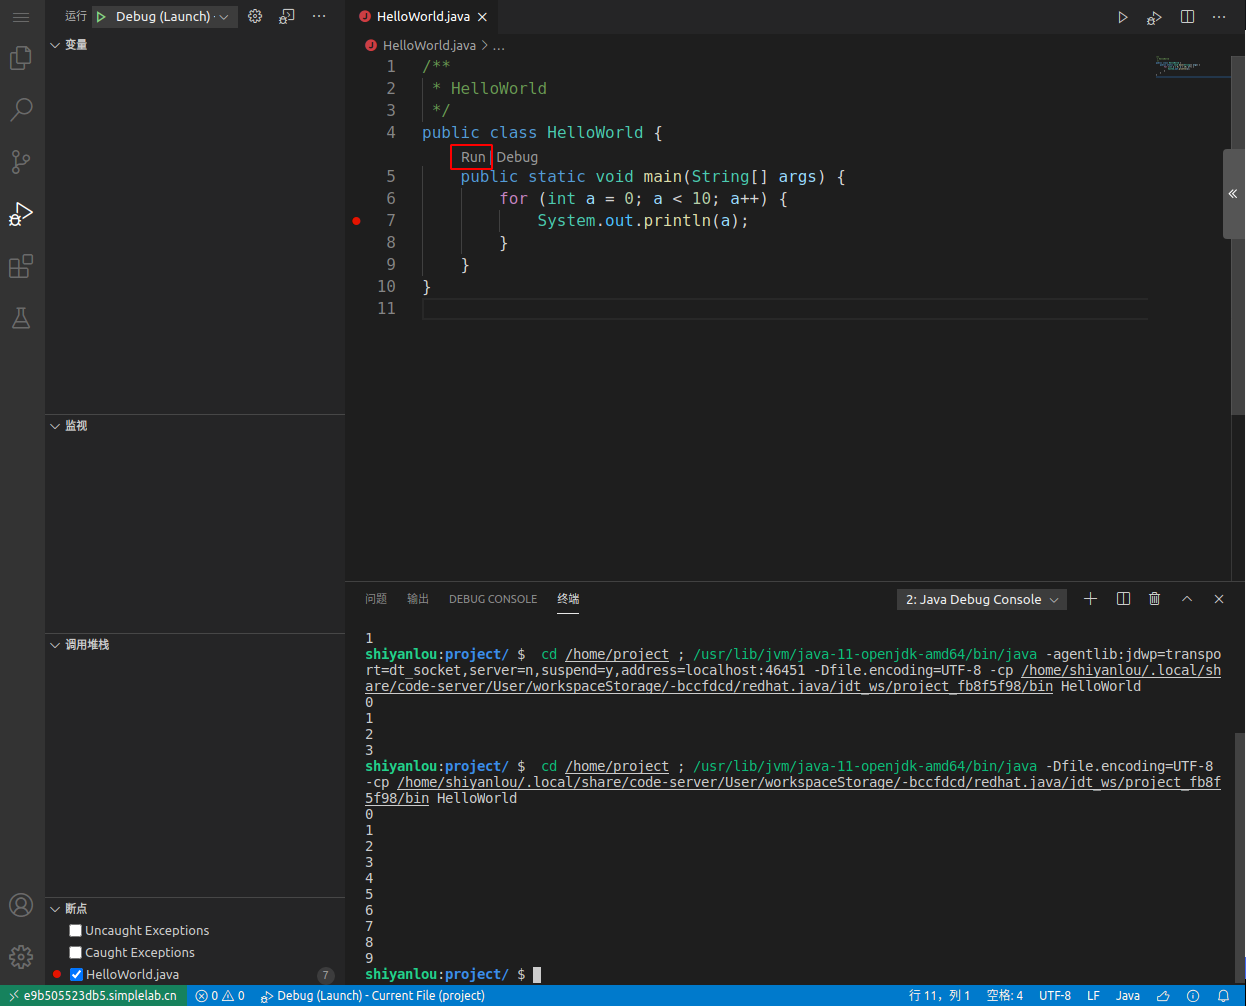 运行 Debug (Launch) ···
变量
监视
调用堆栈
断点
Uncaught Exceptions
Caught Exceptions
HelloWorld.java 7
HelloWorld.java
HelloWorld.java > ...
1 /**
2  * HelloWorld
3  */
4 public class HelloWorld {
Run | Debug
5     public static void main(String[] args) {
6         for (int a = 0; a < 10; a++) {
7             System.out.println(a);
8         }
9     }
10 }
11
问题 输出 DEBUG CONSOLE 终端 2: Java Debug Console
1
shiyanlou:project/ $  cd /home/project ; /usr/lib/jvm/java-11-openjdk-amd64/bin/java -agentlib:jdwp=transpo
rt=dt_socket,server=n,suspend=y,address=localhost:46451 -Dfile.encoding=UTF-8 -cp /home/shiyanlou/.local/sh
are/code-server/User/workspaceStorage/-bccfdcd/redhat.java/jdt_ws/project_fb8f5f98/bin HelloWorld
0
1
2
3
shiyanlou:project/ $  cd /home/project ; /usr/lib/jvm/java-11-openjdk-amd64/bin/java -Dfile.encoding=UTF-8
-cp /home/shiyanlou/.local/share/code-server/User/workspaceStorage/-bccfdcd/redhat.java/jdt_ws/project_fb8f
5f98/bin HelloWorld
0
1
2
3
4
5
6
7
8
9
shiyanlou:project/ $
e9b505523db5.simplelab.cn 0 0 Debug (Launch) - Current File (project) 行 11, 列 1 空格: 4 UTF-8 LF Java